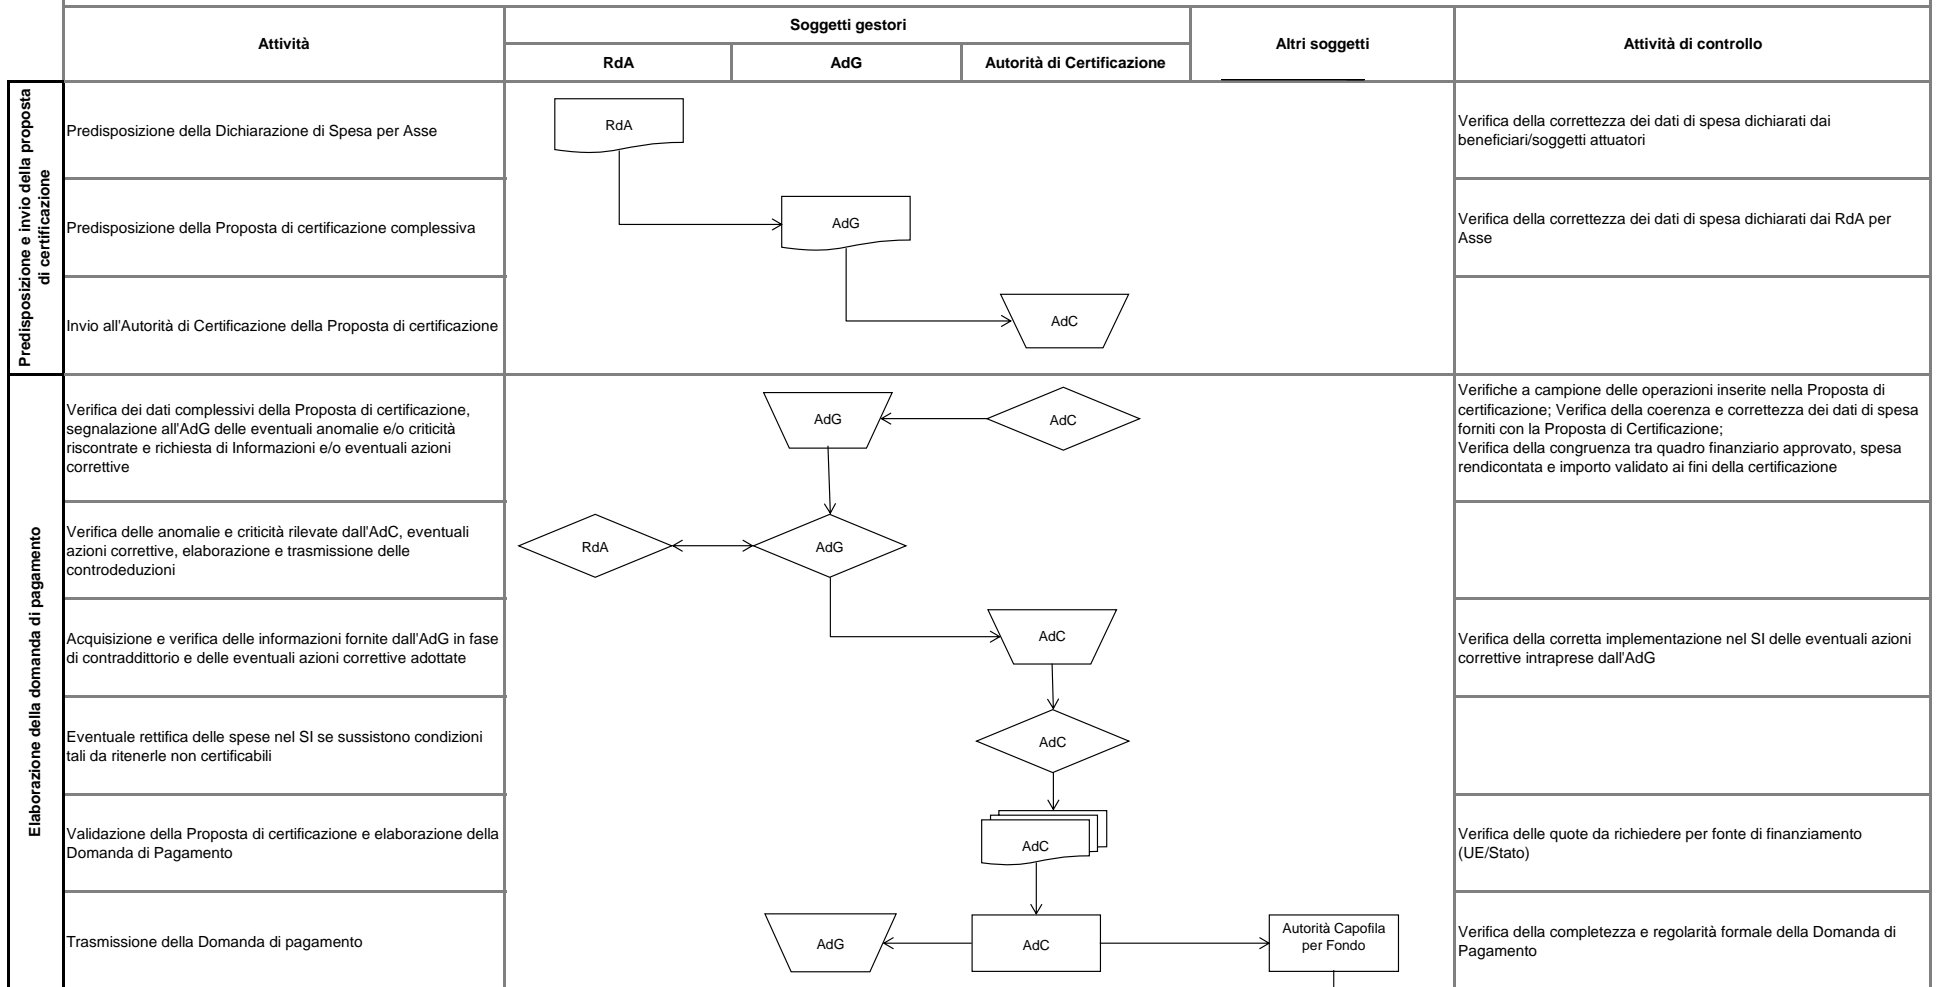 Attività
Soggetti gestori
Altri soggetti
Attività di controllo
RdA
AdG
Autorità di Certificazione
Predisposizione e invio della proposta
di certificazione
Predisposizione della Dichiarazione di Spesa per Asse
RdA
Verifica della correttezza dei dati di spesa dichiarati dai
beneficiari/soggetti attuatori
Predisposizione della Proposta di certificazione complessiva
AdG
Verifica della correttezza dei dati di spesa dichiarati dai RdA per
Asse
Invio all'Autorità di Certificazione della Proposta di certificazione
AdC
Elaborazione della domanda di pagamento
Verifica dei dati complessivi della Proposta di certificazione,
segnalazione all'AdG delle eventuali anomalie e/o criticità
riscontrate e richiesta di Informazioni e/o eventuali azioni
correttive
AdG
AdC
Verifiche a campione delle operazioni inserite nella Proposta di
certificazione; Verifica della coerenza e correttezza dei dati di spesa
forniti con la Proposta di Certificazione;
Verifica della congruenza tra quadro finanziario approvato, spesa
rendicontata e importo validato ai fini della certificazione
Verifica delle anomalie e criticità rilevate dall'AdC, eventuali
azioni correttive, elaborazione e trasmissione delle
controdeduzioni
RdA
AdG
Acquisizione e verifica delle informazioni fornite dall'AdG in fase
di contraddittorio e delle eventuali azioni correttive adottate
AdC
Verifica della corretta implementazione nel SI delle eventuali azioni
correttive intraprese dall'AdG
Eventuale rettifica delle spese nel SI se sussistono condizioni
tali da ritenerle non certificabili
AdC
Validazione della Proposta di certificazione e elaborazione della
Domanda di Pagamento
AdC
Verifica delle quote da richiedere per fonte di finanziamento
(UE/Stato)
Trasmissione della Domanda di pagamento
AdG
AdC
Autorità Capofila
per Fondo
Verifica della completezza e regolarità formale della Domanda di
Pagamento